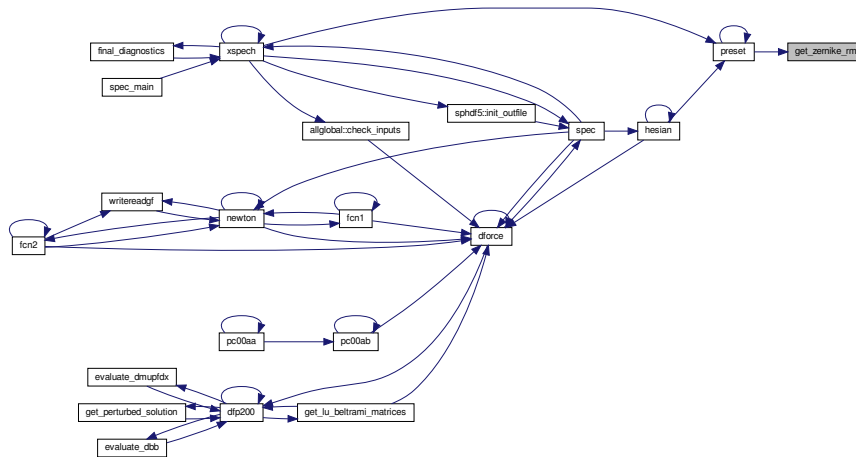 final_diagnostics
xspech
preset
get_zernike_rm
spec_main
sphdf5::init_outfile
allglobal::check_inputs
spec
hesian
writereadgf
newton
fcn1
fcn2
dforce
pc00aa
pc00ab
evaluate_dmupfdx
get_perturbed_solution
dfp200
get_lu_beltrami_matrices
evaluate_dbb